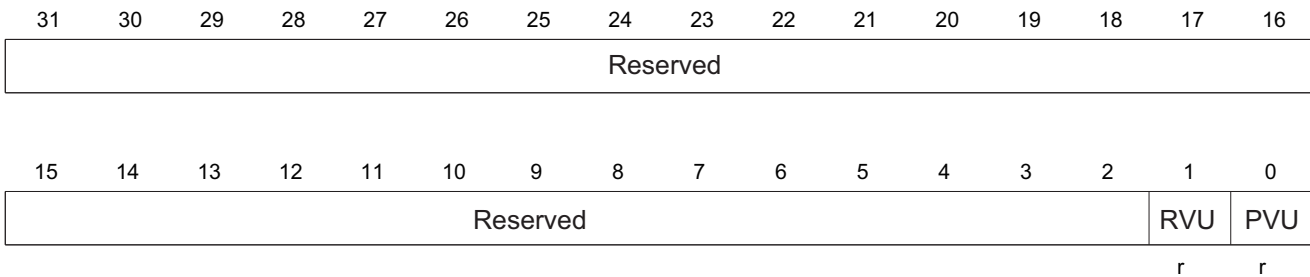 31 30 29 28 27 26 25 24 23 22 21 20 19 18 17 16
Reserved
15 14 13 12 11 10 9 8 7 6 5 4 3 2 1 0
Reserved RVU PVU
r r